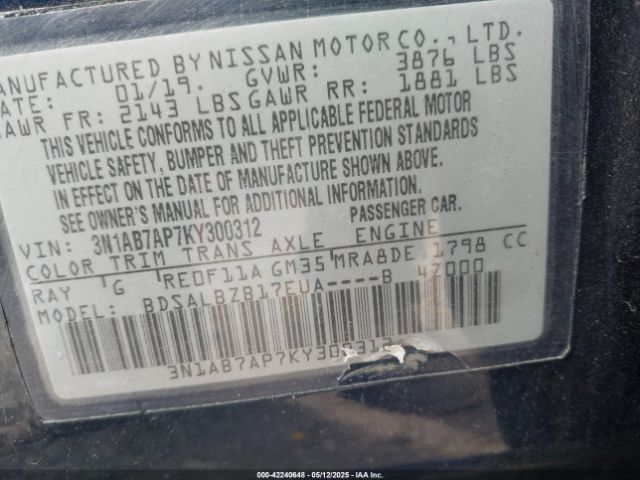 MANUFACTURED BY NISSAN MOTOR CO., LTD.
DATE: 01/19. GVWR: 3876 LBS
GAWR FR: 2143 LBS GAWR RR: 1881 LBS
THIS VEHICLE CONFORMS TO ALL APPLICABLE FEDERAL MOTOR
VEHICLE SAFETY, BUMPER AND THEFT PREVENTION STANDARDS
IN EFFECT ON THE DATE OF MANUFACTURE SHOWN ABOVE.
SEE OWNER'S MANUAL FOR ADDITIONAL INFORMATION.
VIN: 3N1AB7AP7KY300312 PASSENGER CAR.
COLOR TRIM TRANS AXLE ENGINE
RAY G RE0F11A GM35 MRA8DE 1798 CC
MODEL: BDSALBZB17EUA----B 4Z000
3N1AB7AP7KY300312
000-42240648 - 05/12/2025 - IAAI.COM